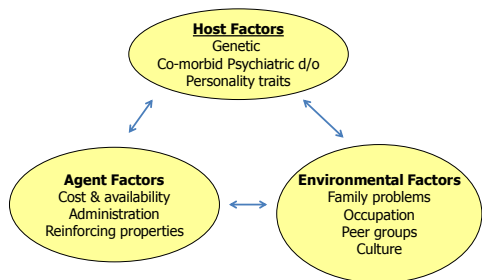 Host Factors
Genetic
Co-morbid Psychiatric d/o
Personality traits
Agent Factors
Cost & availability
Administration
Reinforcing properties
Environmental Factors
Family problems
Occupation
Peer groups
Culture